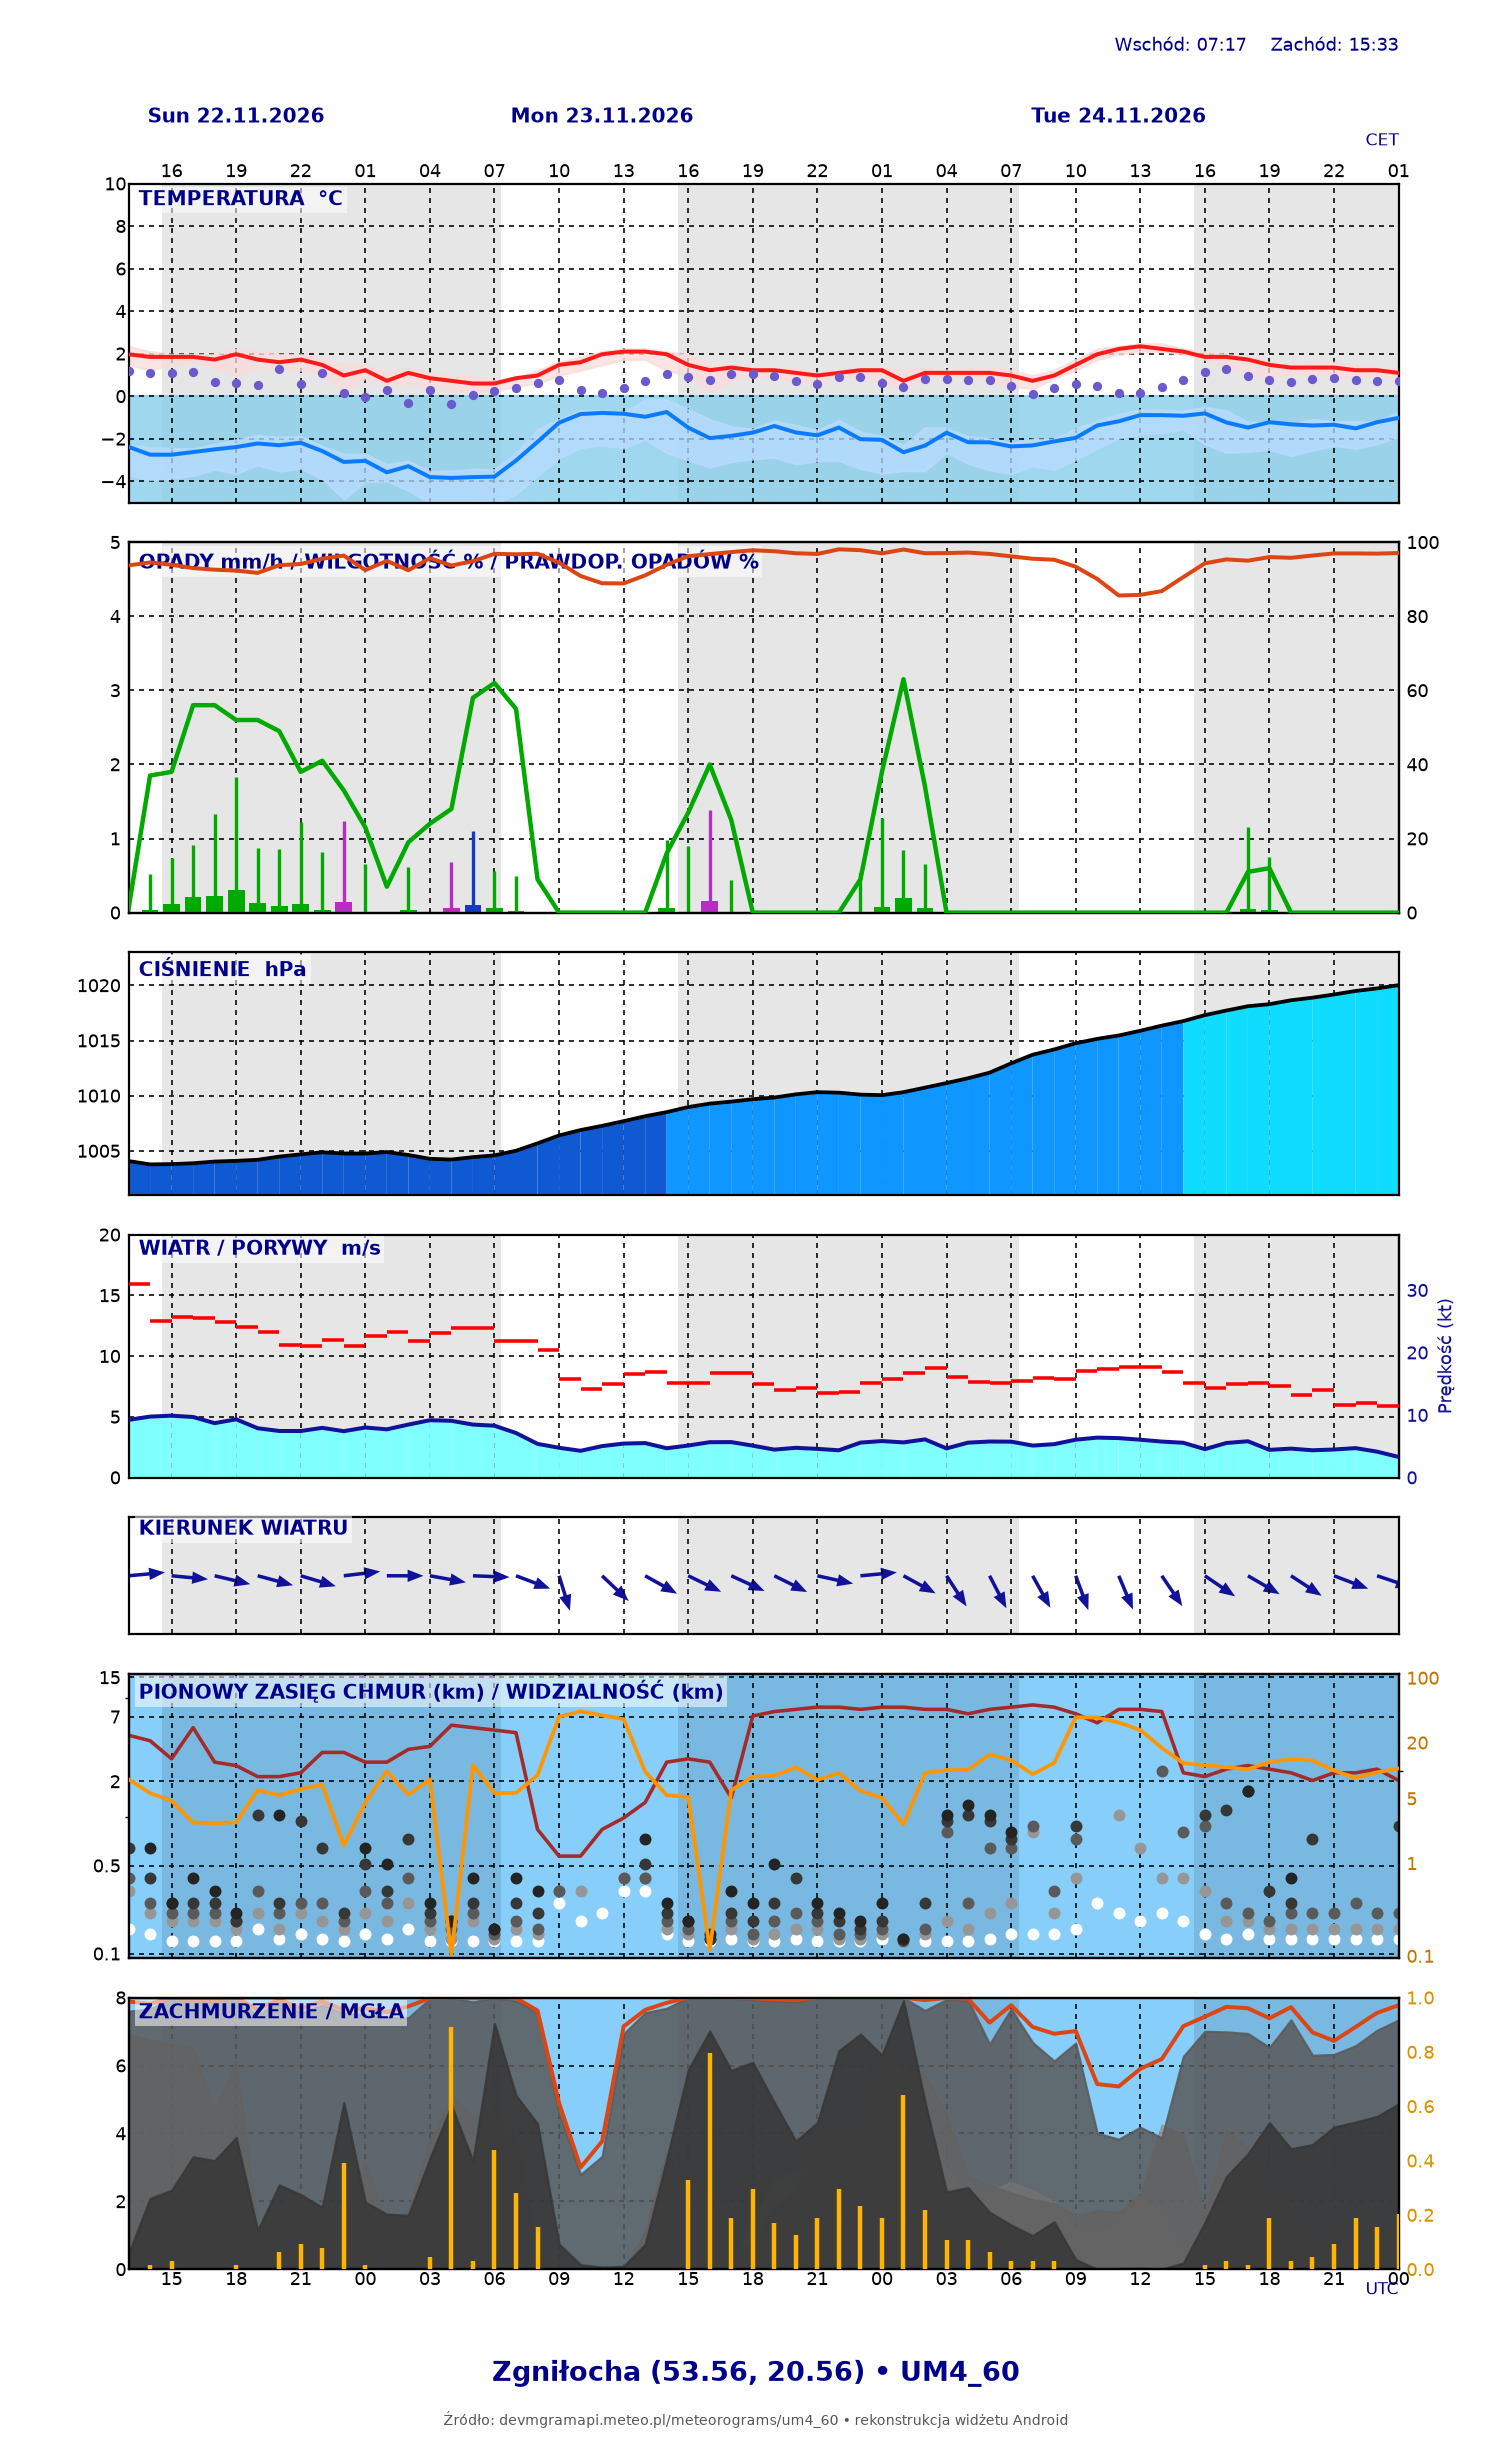 Wschód: 07:17 Zachód: 15:33
Sun 22.11.2026 Mon 23.11.2026 Tue 24.11.2026
CET
16 19 22 01 04 07 10 13 16 19 22 01 04 07 10 13 16 19 22 01
TEMPERATURA °C
10
8
6
4
2
0
−2
−4
OPADY mm/h / WILGOTNOŚĆ % / PRAWDOP. OPADÓW %
5 100
4 80
3 60
2 40
1 20
0 0
CIŚNIENIE hPa
1020
1015
1010
1005
WIATR / PORYWY m/s
20
15 30
10 20
5 10
0 0
Prędkość (kt)
KIERUNEK WIATRU
PIONOWY ZASIĘG CHMUR (km) / WIDZIALNOŚĆ (km)
15 100
7 20
2 5
0.5 1
0.1 0.1
ZACHMURZENIE / MGŁA
8 1.0
6 0.8
0.6
4 0.4
2 0.2
0 0.0
15 18 21 00 03 06 09 12 15 18 21 00 03 06 09 12 15 18 21 00
UTC
Zgniłocha (53.56, 20.56) • UM4_60
Źródło: devmgramapi.meteo.pl/meteorograms/um4_60 • rekonstrukcja widżetu Android